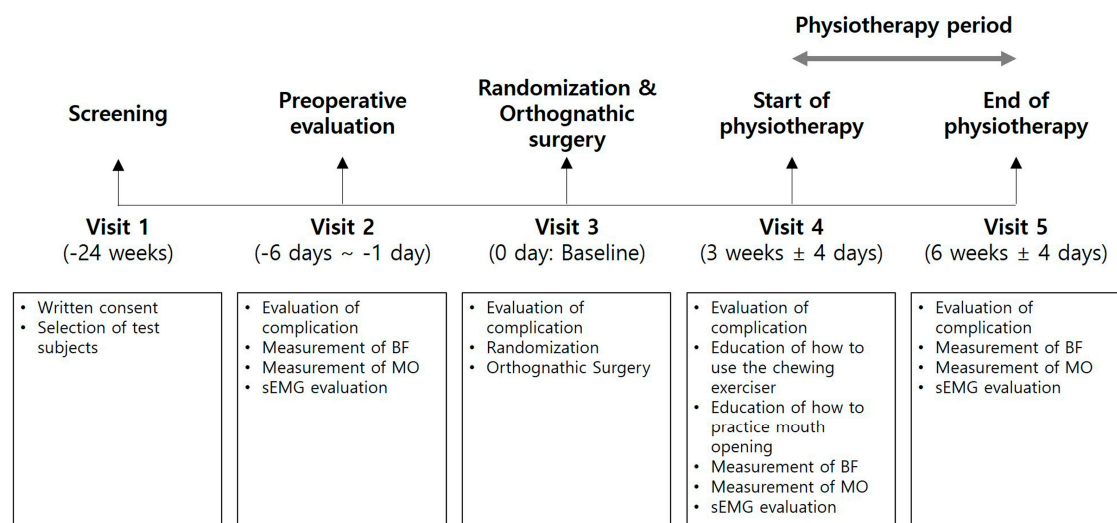 Physiotherapy period
Screening
Preoperative
evaluation
Randomization &
Orthognathic
surgery
Start of
physiotherapy
End of
physiotherapy
Visit 1
(-24 weeks)
Visit 2
(-6 days ~ -1 day)
Visit 3
(0 day: Baseline)
Visit 4
(3 weeks ± 4 days)
Visit 5
(6 weeks ± 4 days)
• Written consent
• Selection of test
subjects
• Evaluation of
complication
• Measurement of BF
• Measurement of MO
• sEMG evaluation
• Evaluation of
complication
• Randomization
• Orthognathic Surgery
• Evaluation of
complication
• Education of how to
use the chewing
exerciser
• Education of how to
practice mouth
opening
• Measurement of BF
• Measurement of MO
• sEMG evaluation
• Evaluation of
complication
• Measurement of BF
• Measurement of MO
• sEMG evaluation